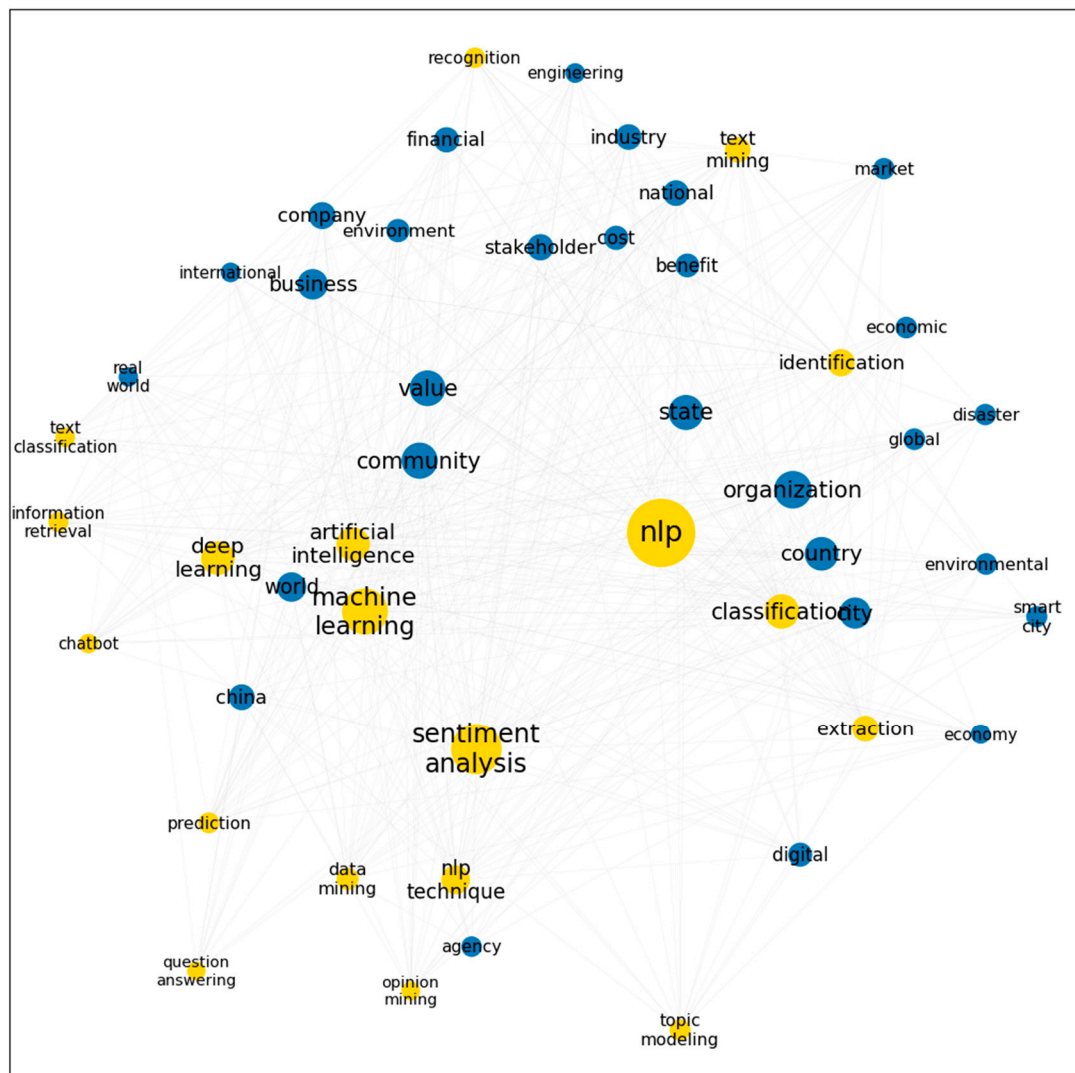 recognition
engineering
financial
industry
text
mining
market
national
company
environment
stakeholder
cost
benefit
international
business
economic
identification
real
world
value
state
disaster
text
classification
global
community
organization
information
retrieval
artificial
intelligence
nlp
deep
learning
country
environmental
world
machine
learning
classification
city
smart
city
chatbot
china
sentiment
analysis
extraction
economy
prediction
digital
data
mining
nlp
technique
agency
question
answering
opinion
mining
topic
modeling